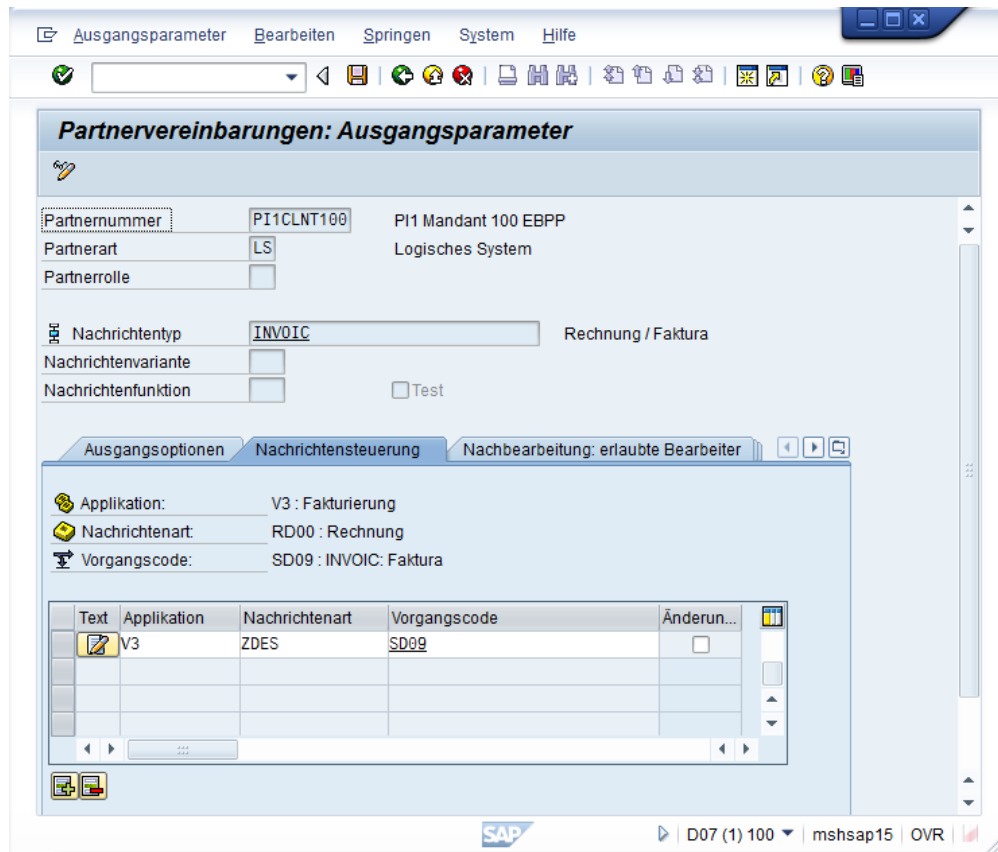 Ausgangsparameter Bearbeiten Springen System Hilfe
Partnervereinbarungen: Ausgangsparameter
Partnernummer PI1CLNT100 PI1 Mandant 100 EBPP
Partnerart LS Logisches System
Partnerrolle
Nachrichtentyp INVOIC Rechnung / Faktura
Nachrichtenvariante
Nachrichtenfunktion Test
Ausgangsoptionen Nachrichtensteuerung Nachbearbeitung: erlaubte Bearbeiter
Applikation: V3 : Fakturierung
Nachrichtenart: RD00 : Rechnung
Vorgangscode: SD09 : INVOIC: Faktura
Text Applikation Nachrichtenart Vorgangscode Änderun...
V3 ZDES SD09
SAP D07 (1) 100 mshsap15 OVR